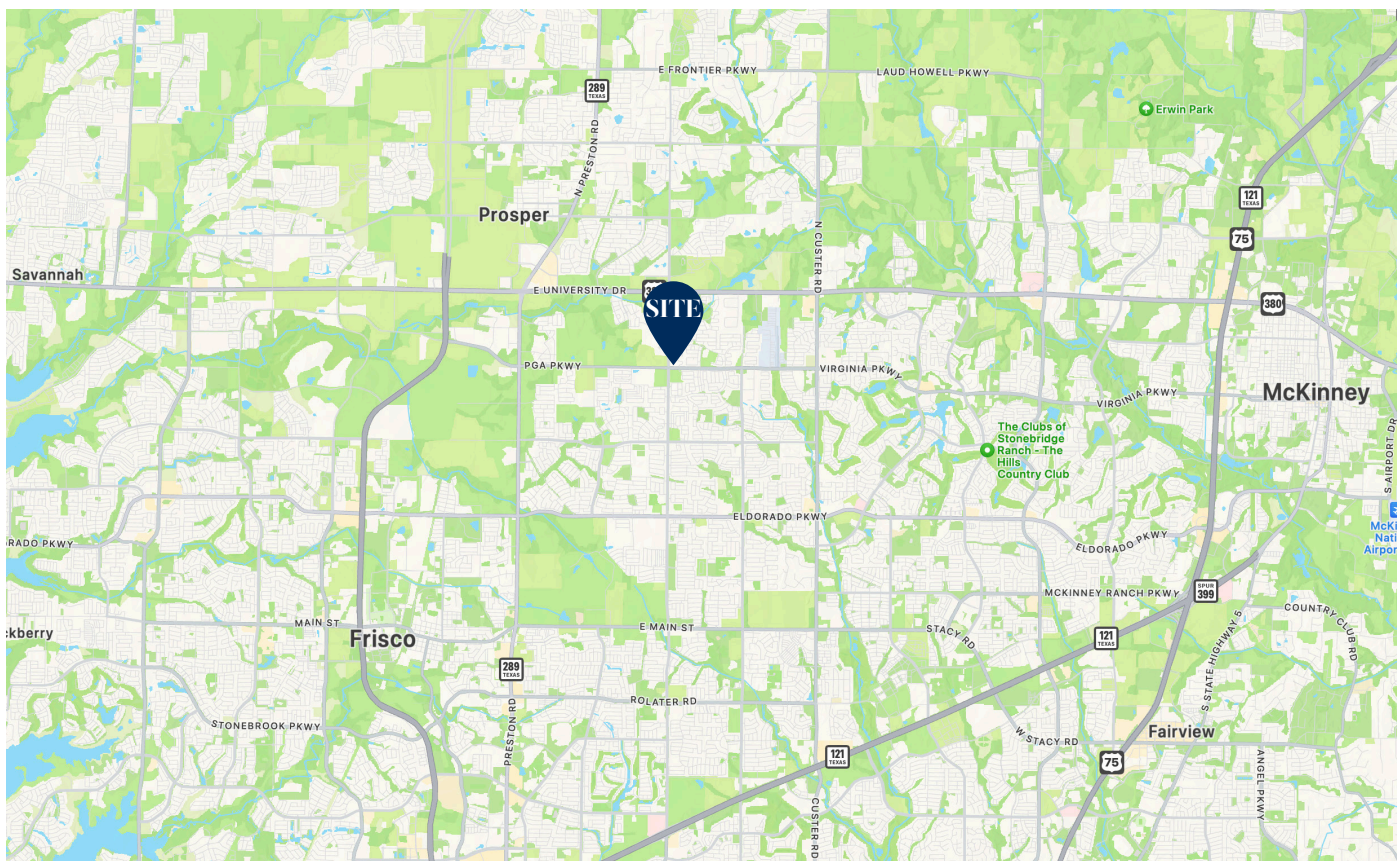 E FRONTIER PKWY
LAUD HOWELL PKWY
289
TEXAS
Erwin Park
N PRESTON RD
121
TEXAS
Prosper
N CUSTER RD
75
Savannah
E UNIVERSITY DR
SITE
380
PGA PKWY
VIRGINIA PKWY
McKinney
VIRGINIA PKWY
The Clubs of
Stonebridge
Ranch - The
Hills
Country Club
S AIRPORT DR
ELDORADO PKWY
McKi
Nati
Airpor
RADO PKWY
ELDORADO PKWY
SPUR
399
MCKINNEY RANCH PKWY
COUNTRY CLUB RD
MAIN ST
E MAIN ST
STACY RD
121
TEXAS
kberry
Frisco
S STATE HIGHWAY 5
289
TEXAS
ROLATER RD
STONEBROOK PKWY
PRESTON RD
W STACY RD
Fairview
121
TEXAS
75
ANGEL PKWY
CUSTER RD